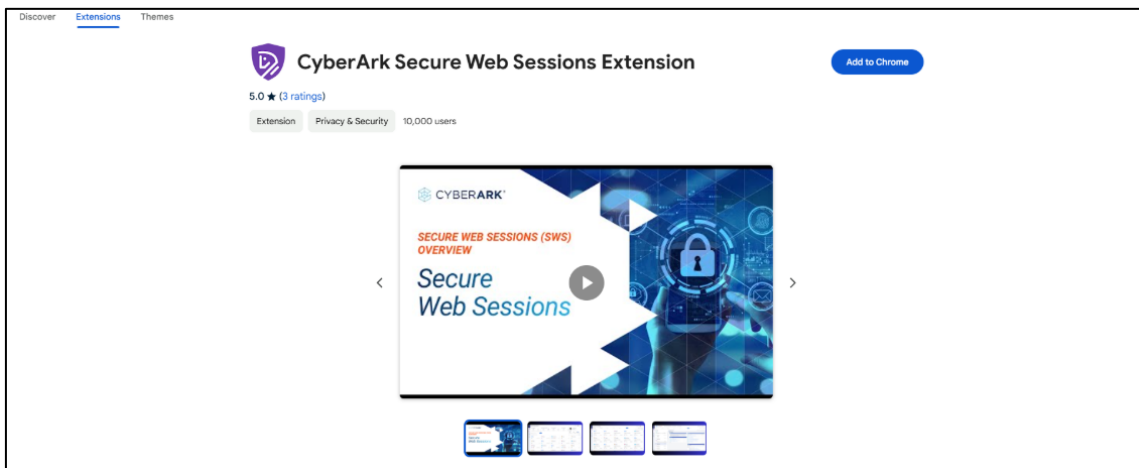 Discover Extensions Themes
CyberArk Secure Web Sessions Extension
Add to Chrome
5.0 ★ (3 ratings)
Extension Privacy & Security 10,000 users
CYBERARK®
SECURE WEB SESSIONS (SWS)
OVERVIEW
Secure
Web Sessions